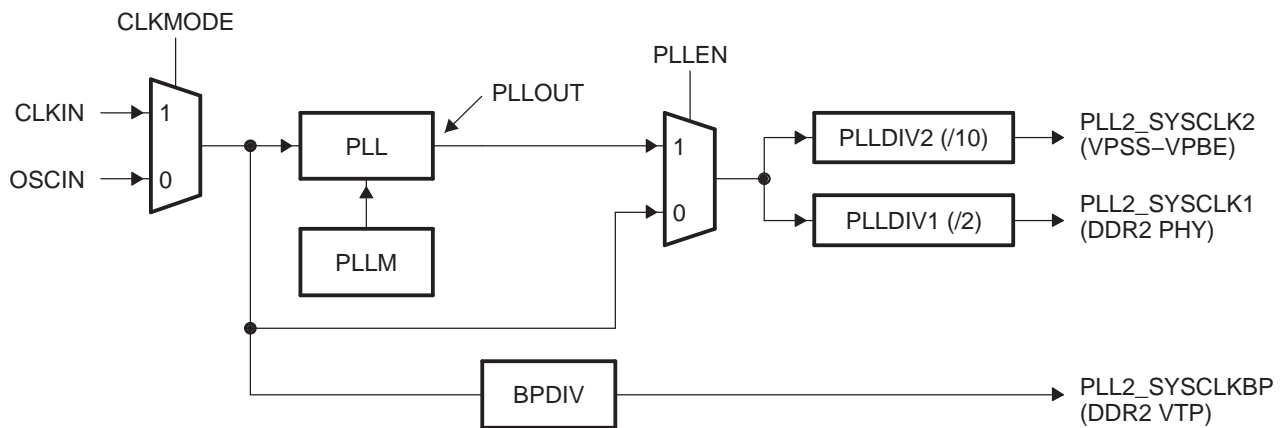 CLKMODE
CLKIN
OSCIN
1
0
PLL
PLLM
PLLOUT
PLLEN
1
0
PLLDIV2 (/10)
PLLDIV1 (/2)
PLL2_SYSCLK2
(VPSS–VPBE)
PLL2_SYSCLK1
(DDR2 PHY)
BPDIV
PLL2_SYSCLKBP
(DDR2 VTP)